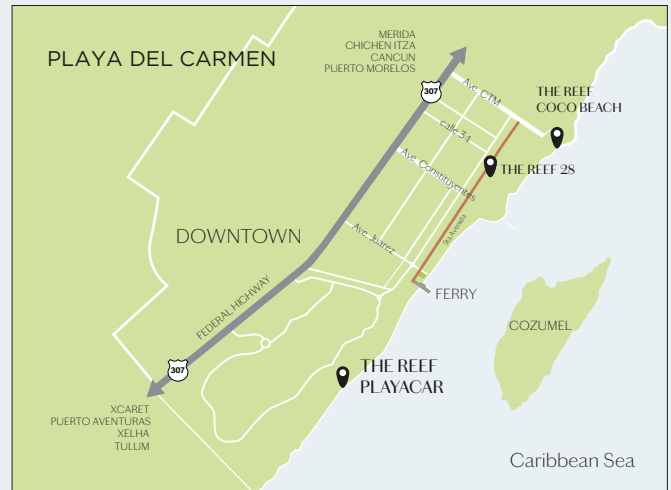 PLAYA DEL CARMEN
MERIDA
CHICHEN ITZA
CANCUN
PUERTO MORELOS
307
Ave. CTM
THE REEF
COCO BEACH
calle 34
THE REEF 28
Ave. Constituyentes
5ta Avenida
Ave. Juarez
DOWNTOWN
FEDERAL HIGHWAY
FERRY
COZUMEL
307
THE REEF
PLAYACAR
XCARET
PUERTO AVENTURAS
XELHA
TULUM
Caribbean Sea